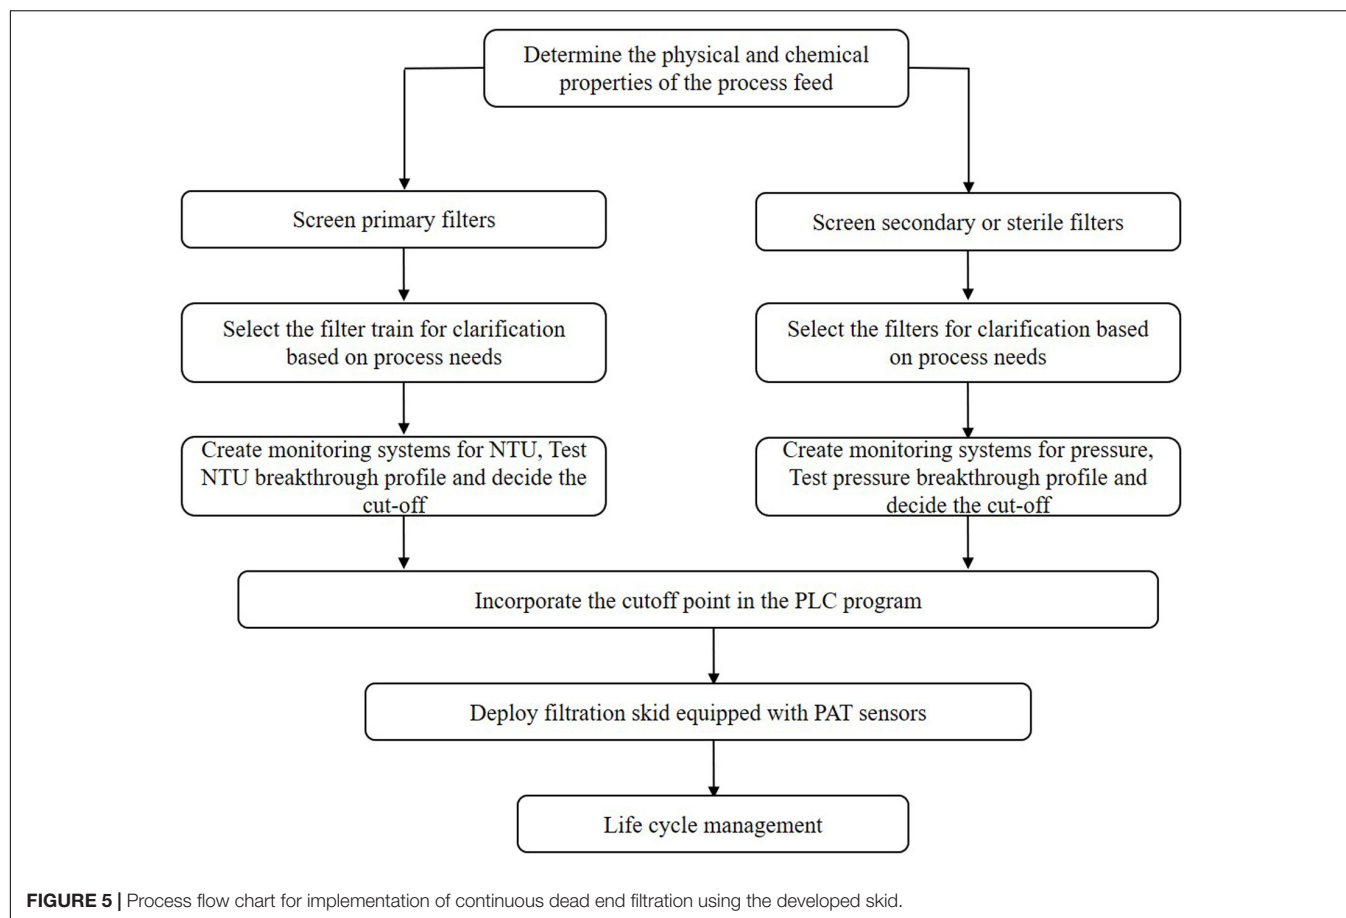 Determine the physical and chemical
properties of the process feed
Screen primary filters
Screen secondary or sterile filters
Select the filter train for clarification
based on process needs
Select the filters for clarification based
on process needs
Create monitoring systems for NTU, Test
NTU breakthrough profile and decide the
cut-off
Create monitoring systems for pressure,
Test pressure breakthrough profile and
decide the cut-off
Incorporate the cutoff point in the PLC program
Deploy filtration skid equipped with PAT sensors
Life cycle management
FIGURE 5 | Process flow chart for implementation of continuous dead end filtration using the developed skid.